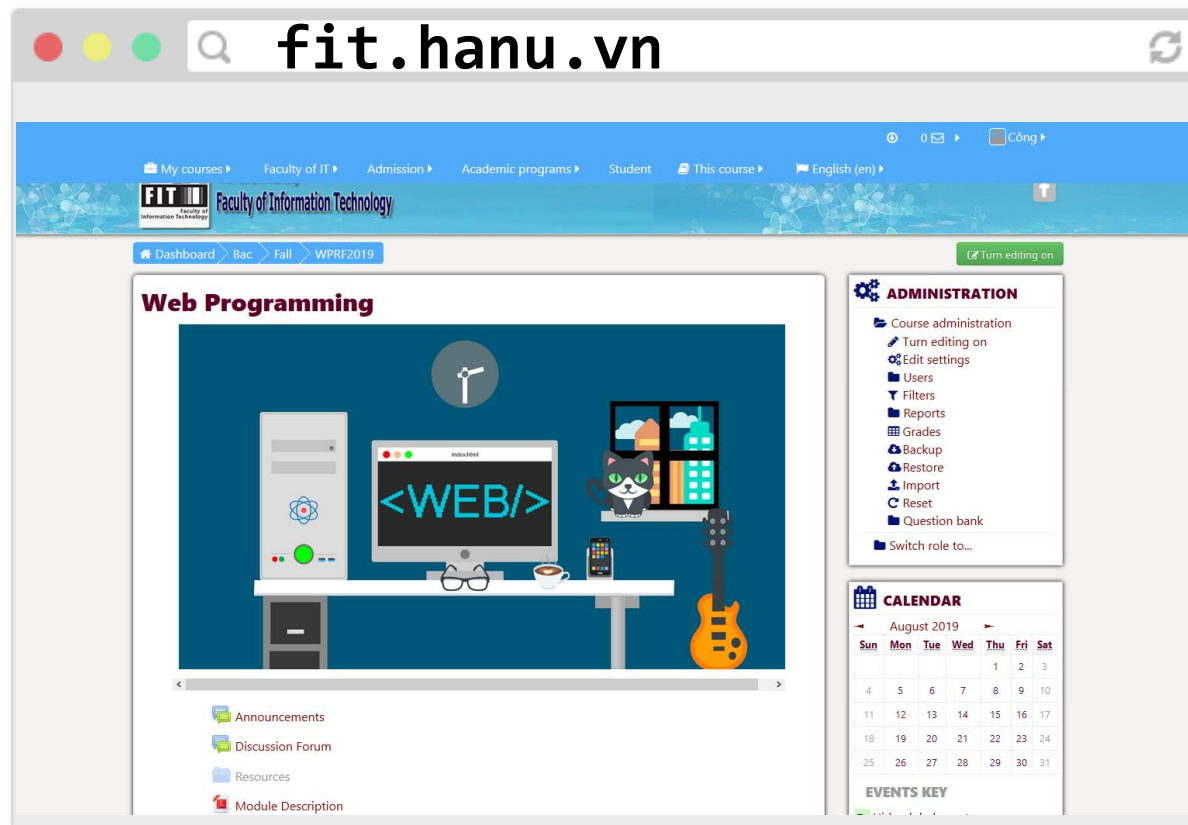 fit.hanu.vn
0
Công
My courses
Faculty of IT
Admission
Academic programs
Student
This course
English (en)
FIT
Faculty of
Information Technology
Faculty of Information Technology
Dashboard
Bac
Fall
WPRF2019
Turn editing on
Web Programming
index.html
<WEB/>
Announcements
Discussion Forum
Resources
Module Description
ADMINISTRATION
Course administration
Turn editing on
Edit settings
Users
Filters
Reports
Grades
Backup
Restore
Import
Reset
Question bank
Switch role to...
CALENDAR
August 2019
Sun Mon Tue Wed Thu Fri Sat
1 2 3
4 5 6 7 8 9 10
11 12 13 14 15 16 17
18 19 20 21 22 23 24
25 26 27 28 29 30 31
EVENTS KEY